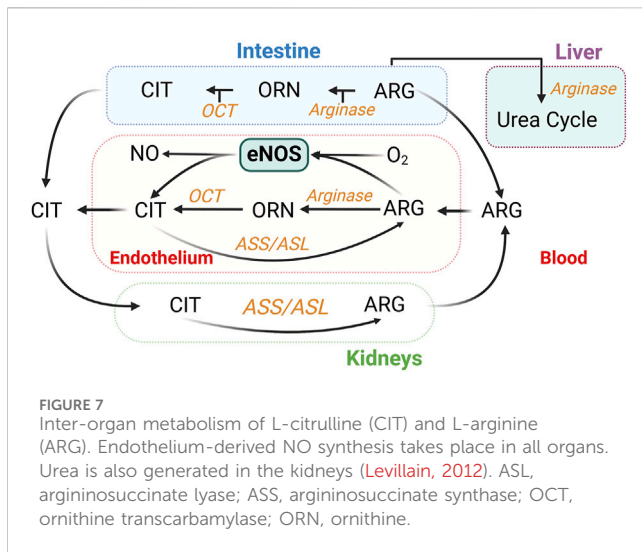 Intestine
Liver
CIT
ORN
ARG
OCT
Arginase
Arginase
Urea Cycle
NO
eNOS
O₂
OCT
Arginase
CIT
CIT
ORN
ARG
ARG
ASS/ASL
Endothelium
Blood
CIT
ASS/ASL
ARG
Kidneys
FIGURE 7
Inter-organ metabolism of L-citrulline (CIT) and L-arginine
(ARG). Endothelium-derived NO synthesis takes place in all organs.
Urea is also generated in the kidneys (Levillain, 2012). ASL,
argininosuccinate lyase; ASS, argininosuccinate synthase; OCT,
ornithine transcarbamylase; ORN, ornithine.